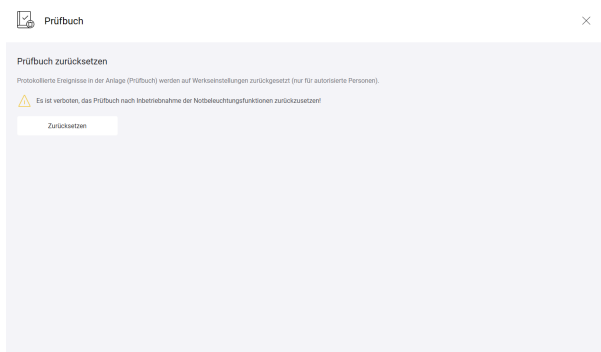 Prüfbuch
Prüfbuch zurücksetzen
Protokollierte Ereignisse in der Anlage (Prüfbuch) werden auf Werkseinstellungen zurückgesetzt (nur für autorisierte Personen).
Es ist verboten, das Prüfbuch nach Inbetriebnahme der Notbeleuchtungsfunktionen zurückzusetzen!
Zurücksetzen